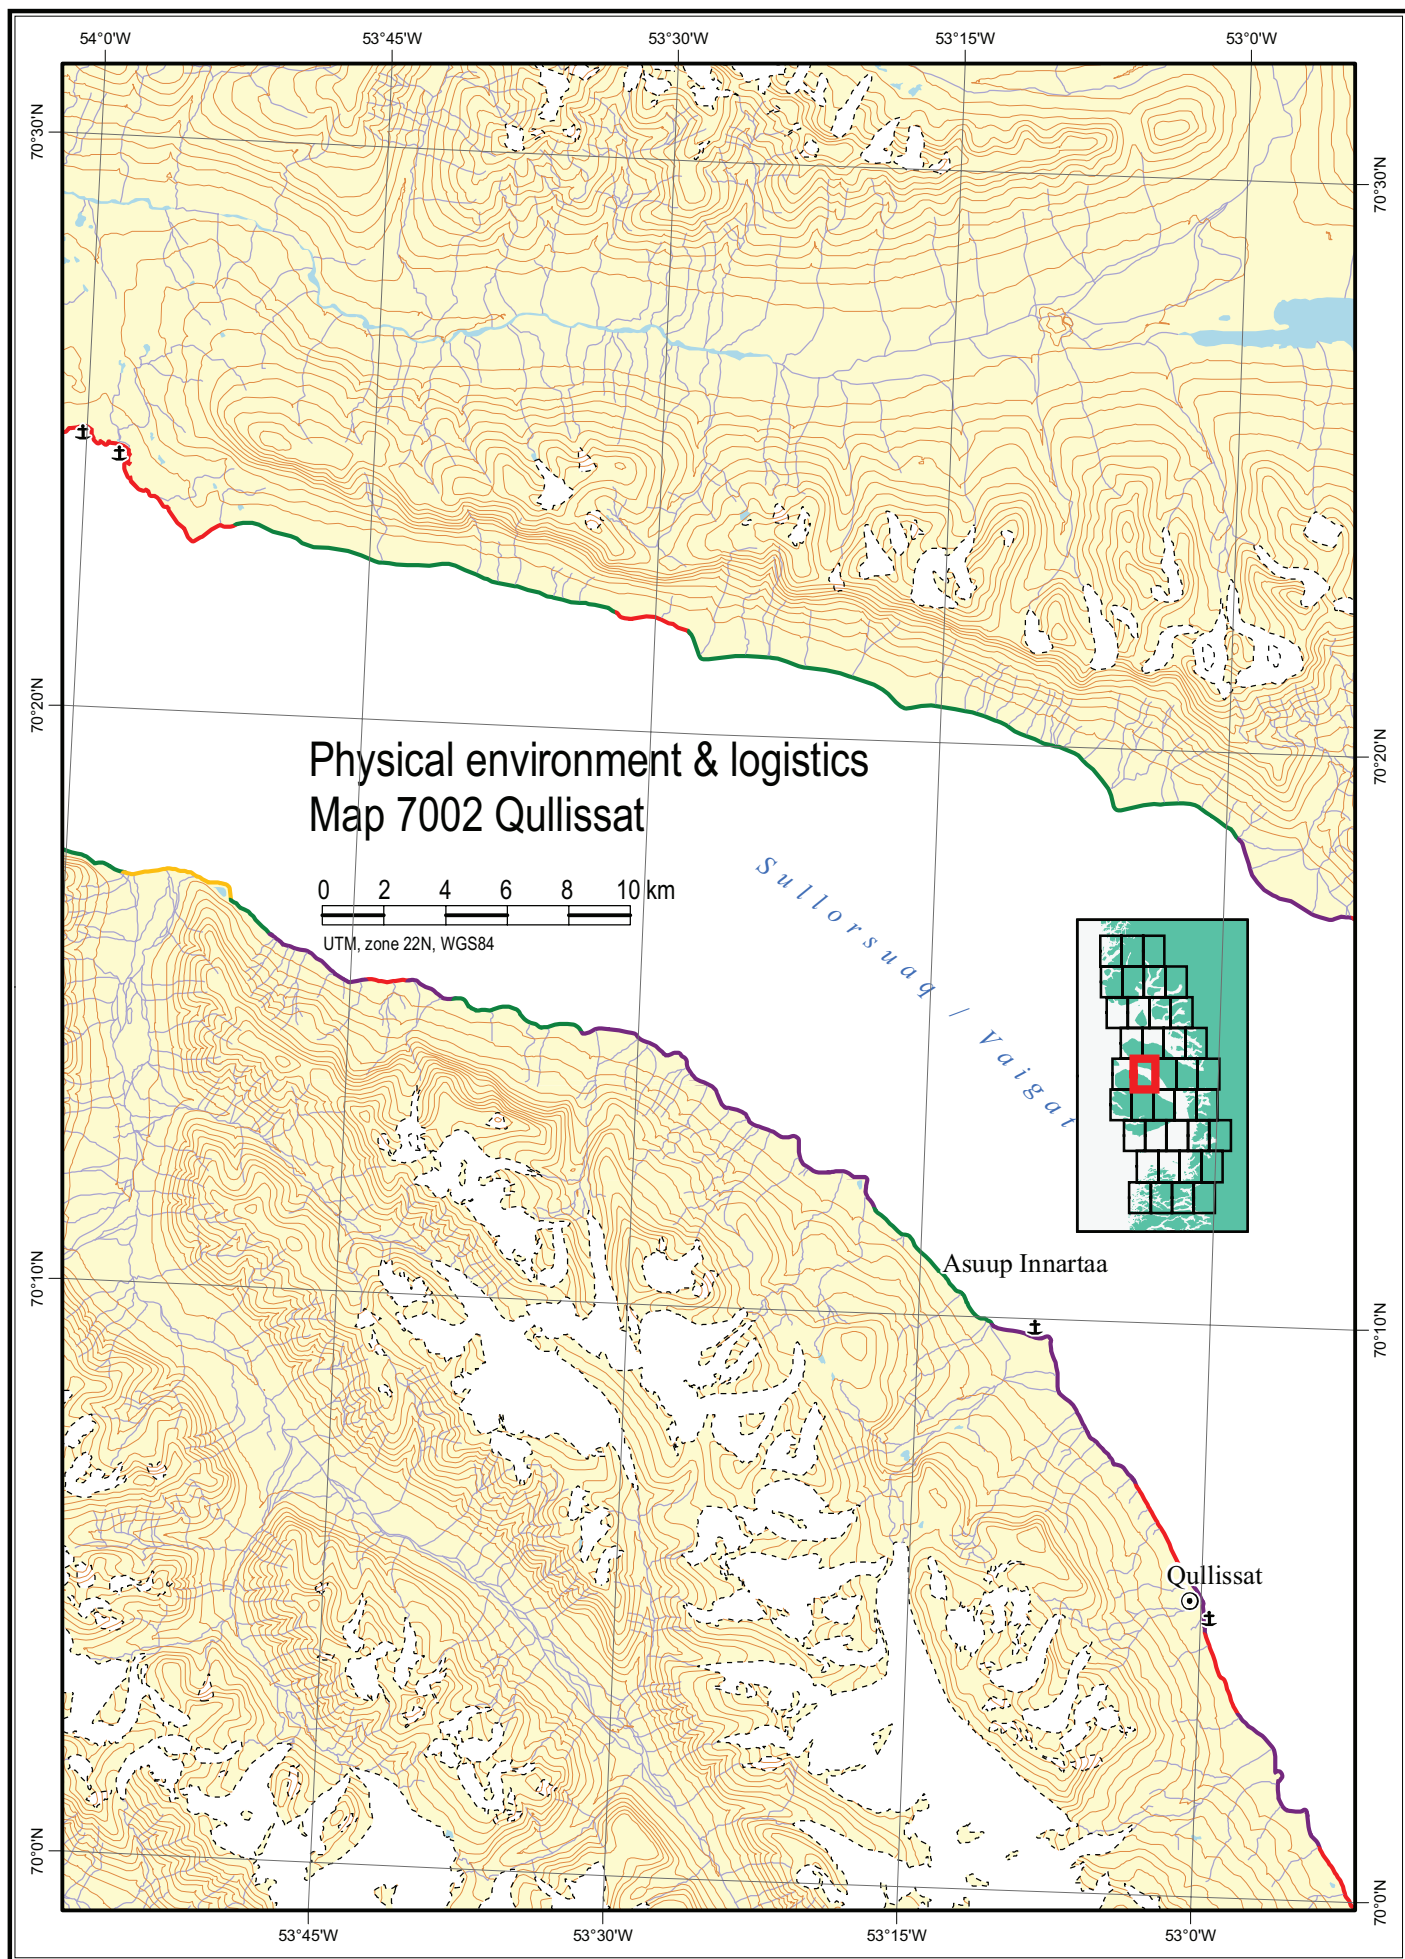 54°0'W 53°45'W 53°30'W 53°15'W 53°0'W
70°30'N
70°30'N
70°20'N
70°20'N
Physical environment & logistics
Map 7002 Qullissat
0 2 4 6 8 10 km
UTM, zone 22N, WGS84
Sullorsuaq / Vaigat
Asuup Innartaa
70°10'N
70°10'N
Qullissat
70°0'N
70°0'N
53°45'W 53°30'W 53°15'W 53°0'W